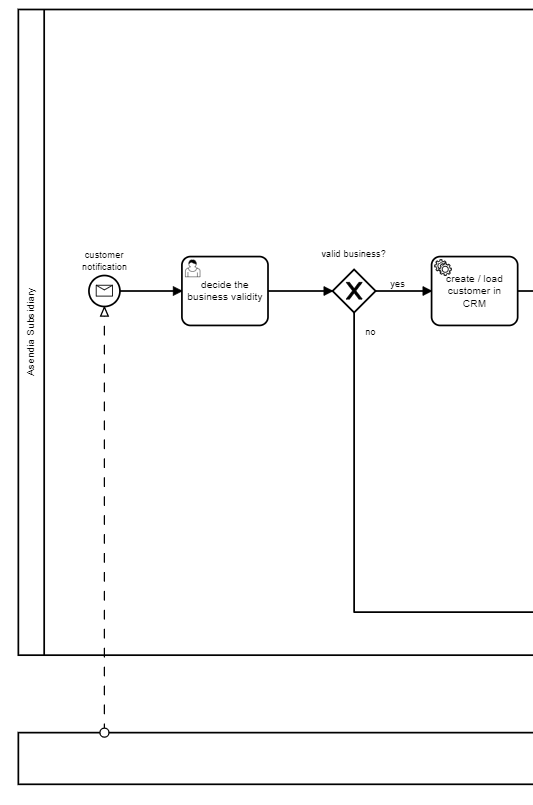 Asendia Subsidiary
customer
notification
decide the
business validity
valid business?
yes
no
create / load
customer in
CRM